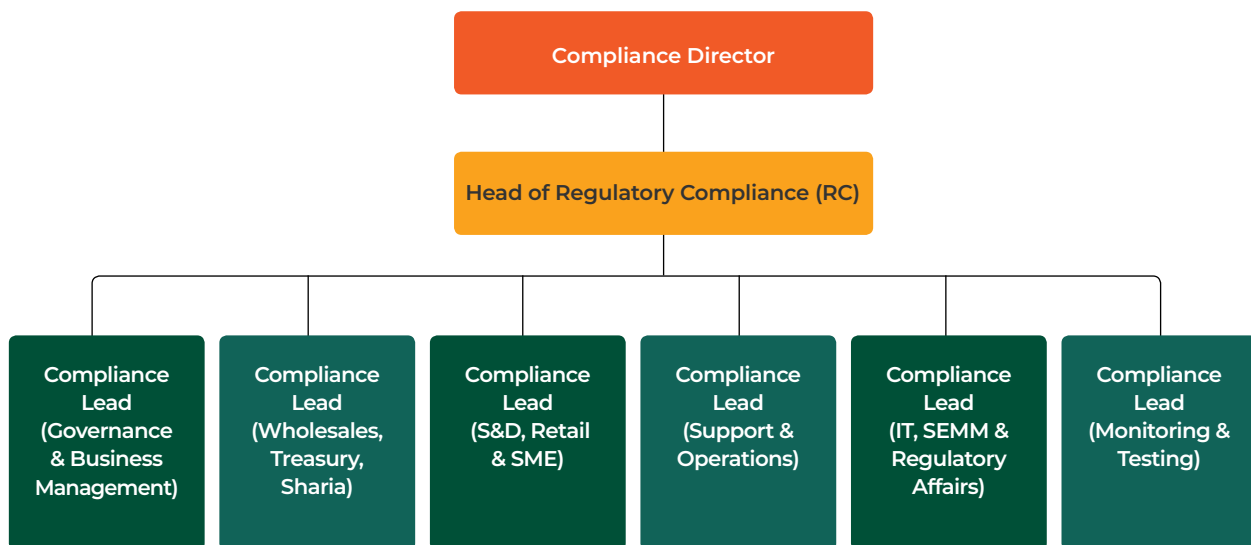 Compliance Director
Head of Regulatory Compliance (RC)
Compliance
Lead
(Governance
& Business
Management)
Compliance
Lead
(Wholesales,
Treasury,
Sharia)
Compliance
Lead
(S&D, Retail
& SME)
Compliance
Lead
(Support &
Operations)
Compliance
Lead
(IT, SEMM &
Regulatory
Affairs)
Compliance
Lead
(Monitoring &
Testing)